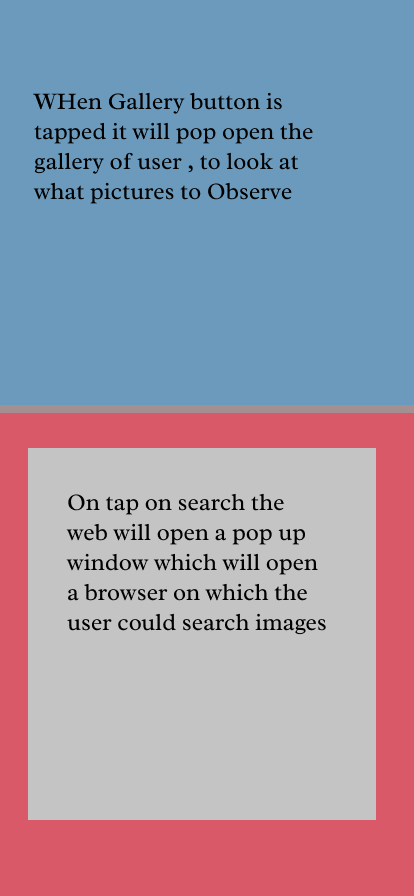 WHen Gallery button is
tapped it will pop open the
gallery of user , to look at
what pictures to Observe
On tap on search the
web will open a pop up
window which will open
a browser on which the
user could search images